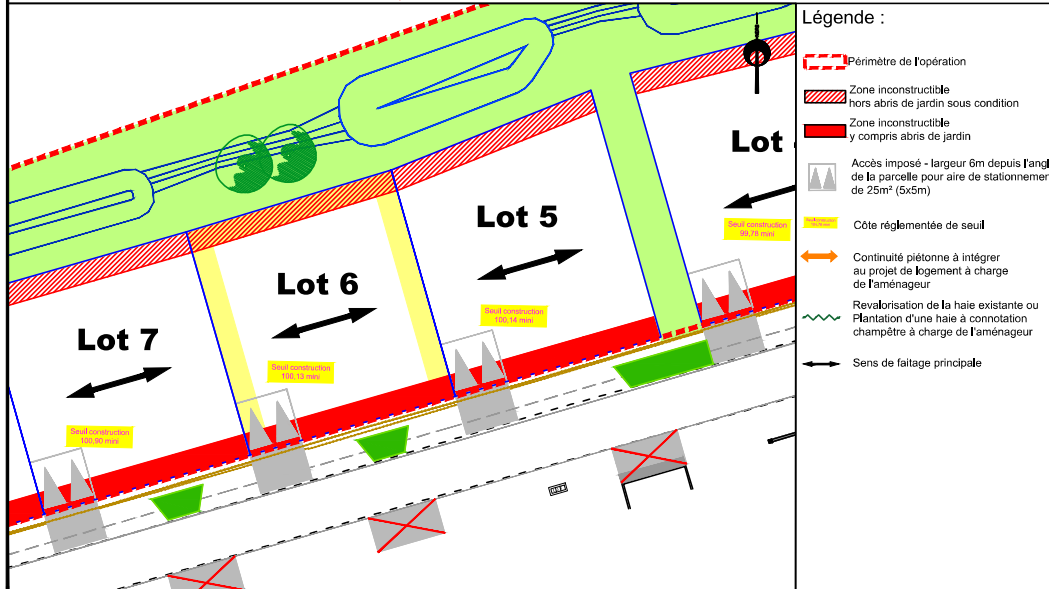 Légende :
Périmètre de l'opération
Zone inconstructible
hors abris de jardin sous condition
Zone inconstructible
y compris abris de jardin
Accès imposé - largeur 6m depuis l'angl
de la parcelle pour aire de stationnemen
de 25m² (5x5m)
Côte réglementée de seuil
Continuité piétonne à intégrer
au projet de logement à charge
de l'aménageur
Revalorisation de la haie existante ou
Plantation d'une haie à connotation
champêtre à charge de l'aménageur
Sens de faitage principale
Lot
Seuil construction
99,78 mini
Lot 5
Seuil construction
100,14 mini
Lot 6
Seuil construction
100,13 mini
Lot 7
Seuil construction
100,90 mini